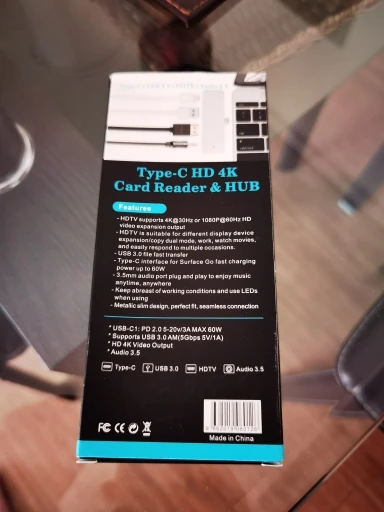 Type-C HD 4K
Card Reader & HUB
Features
- HDTV supports 4K@30Hz or 1080P@60Hz HD
video expansion output
- HDTV is suitable for different display device
expansion/copy dual mode, work, watch movies,
and easily respond to multiple occasions.
- USB 3.0 file fast transfer
- Type-C interface for Surface Go fast charging
power up to 60W
- 3.5mm audio port plug and play to enjoy music
anytime, anywhere
- Keep abreast of working conditions and use LEDs
when using
- Metallic slim design, perfect fit, seamless connection
* USB-C1: PD 2.0 5-20v/3A MAX 60W
* Supports USB 3.0 AM(5Gbps 5V/1A)
* HD 4K Video Output
* Audio 3.5
Type-C USB 3.0 HDTV Audio 3.5
FC CE
Made in China